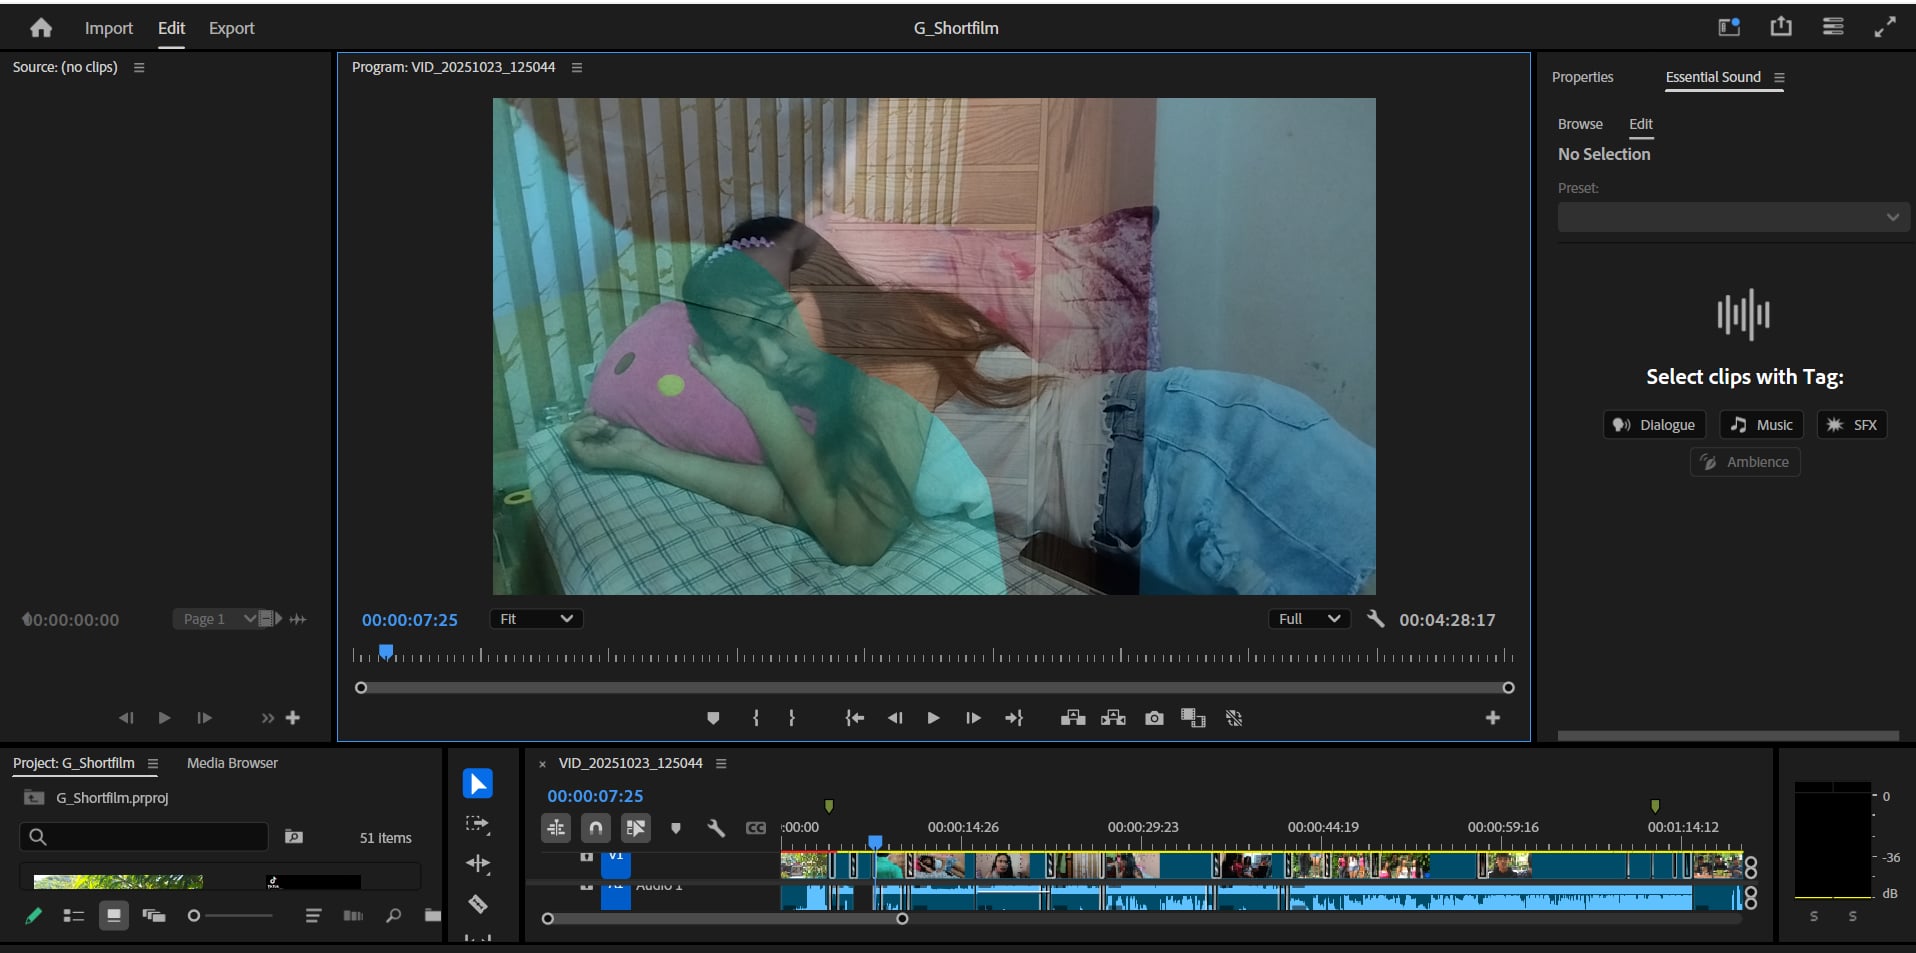 Import Edit Export G_Shortfilm
Source: (no clips)
Program: VID_20251023_125044
Properties Essential Sound
Browse Edit
No Selection
Preset:
Select clips with Tag:
Dialogue Music SFX
Ambience
00:00:00:00 Page 1
00:00:07:25 Fit Full 00:04:28:17
Project: G_Shortfilm Media Browser
G_Shortfilm.prproj
51 items
× VID_20251023_125044
00:00:07:25
CC
:00:00 00:00:14:26 00:00:29:23 00:00:44:19 00:00:59:16 00:01:14:12
V1
Audio 1
0
-36
dB
S S